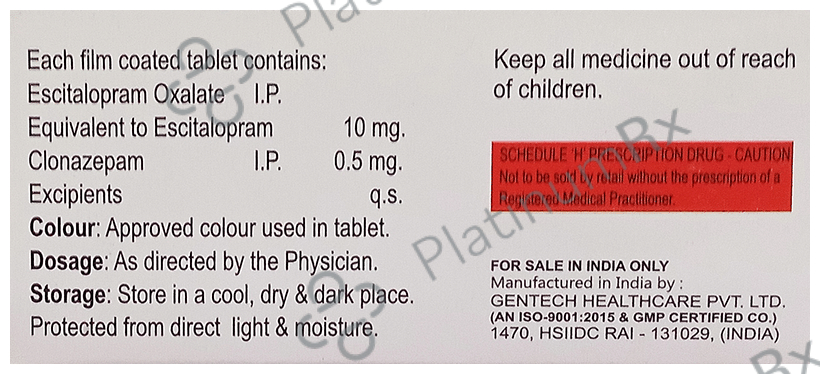 Each film coated tablet contains:
Escitalopram Oxalate I.P.
Equivalent to Escitalopram 10 mg.
Clonazepam I.P. 0.5 mg.
Excipients q.s.
Colour: Approved colour used in tablet.
Dosage: As directed by the Physician.
Storage: Store in a cool, dry & dark place.
Protected from direct light & moisture.
Keep all medicine out of reach
of children.
SCHEDULE 'H' PRESCRIPTION DRUG - CAUTION
Not to be sold by retail without the prescription of a
Registered Medical Practitioner.
FOR SALE IN INDIA ONLY
Manufactured in India by :
GENTECH HEALTHCARE PVT. LTD.
(AN ISO-9001:2015 & GMP CERTIFIED CO.)
1470, HSIIDC RAI - 131029, (INDIA)
PlatinumRx